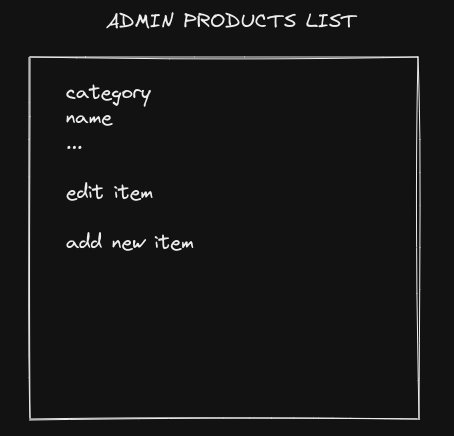 ADMIN PRODUCTS LIST
category
name
...
edit item
add new item